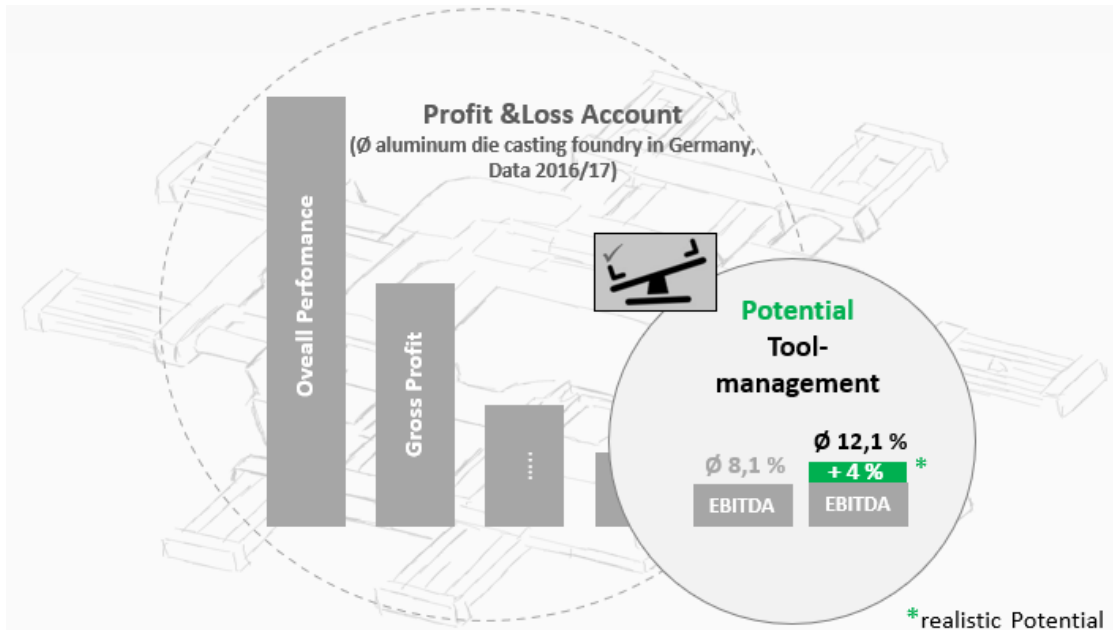 Profit &Loss Account
(Ø aluminum die casting foundry in Germany,
Data 2016/17)
Oveall Perfomance
Gross Profit
.....
Potential
Tool-
management
Ø 8,1 %
EBITDA
Ø 12,1 %
+ 4 % *
EBITDA
*realistic Potential